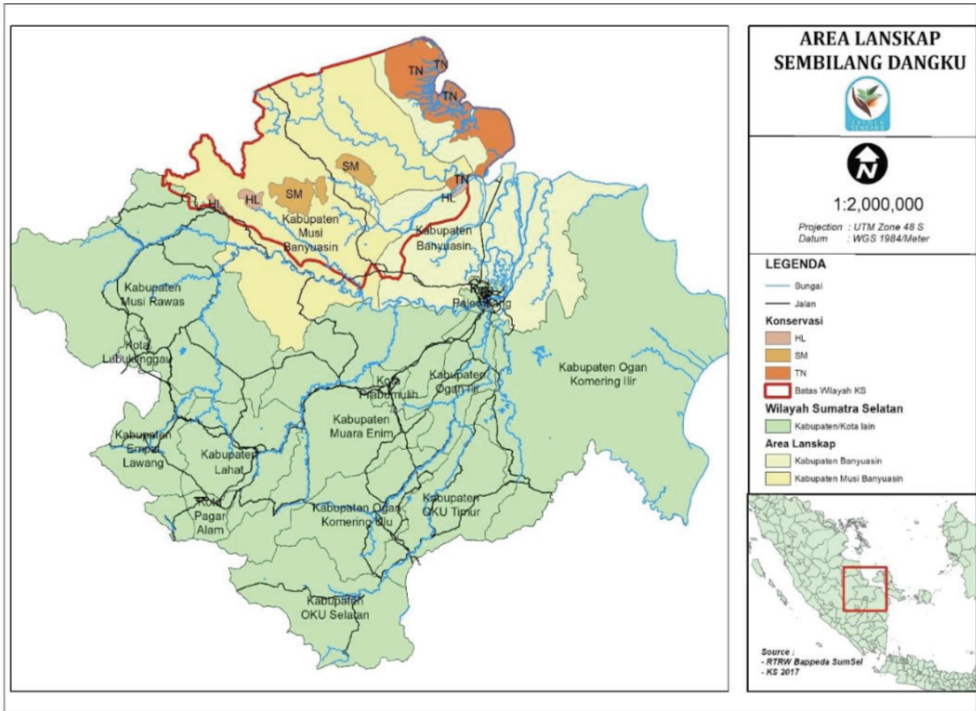 AREA LANSKAP
SEMBILANG DANGKU
1:2,000,000
Projection : UTM Zone 48 S
Datum : WGS 1984/Meter
LEGENDA
Sungai
Jalan
Konservasi
HL
SM
TN
Batas Wilayah KS
Wilayah Sumatra Selatan
Kabupaten/Kota lain
Area Lanskap
Kabupaten Banyuasin
Kabupaten Musi Banyuasin
Source :
- RTRW Bappeda SumSel
- KS 2017
TN
TN
TN
SM
TN
HL
SM
HL
HL
Kabupaten
Musi
Banyuasin
Kabupaten
Banyuasin
Kabupaten
Musi Rawas
Kota
Palembang
Kota
Lubuklinggau
Kabupaten Ogan
Komering Ilir
Kabupaten
Ogan Ilir
Kota
Prabumulih
Kabupaten
Muara Enim
Kabupaten
Empat
Lawang
Kabupaten
Lahat
Kota
Pagar
Alam
Kabupaten Ogan
Komering Ulu
Kabupaten
OKU Timur
Kabupaten
OKU Selatan